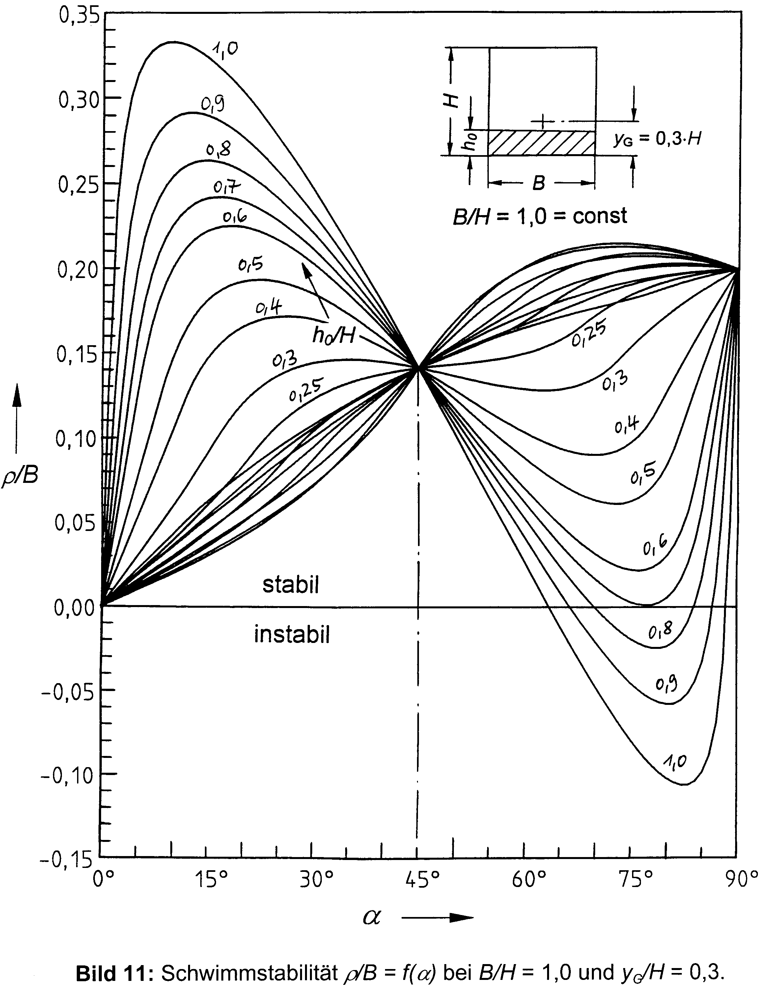 0,35
0,30
0,25
0,20
0,15
0,10
0,05
0,00
-0,05
-0,10
-0,15
ρ/B
1,0
0,9
0,8
0,7
0,6
0,5
0,4
h₀/H
0,3
0,25
H
h₀
B
y_G = 0,3·H
B/H = 1,0 = const
0,25
0,3
0,4
0,5
0,6
0,8
0,9
1,0
stabil
instabil
0° 15° 30° 45° 60° 75° 90°
α
Bild 11: Schwimmstabilität ρ/B = f(α) bei B/H = 1,0 und y_G/H = 0,3.